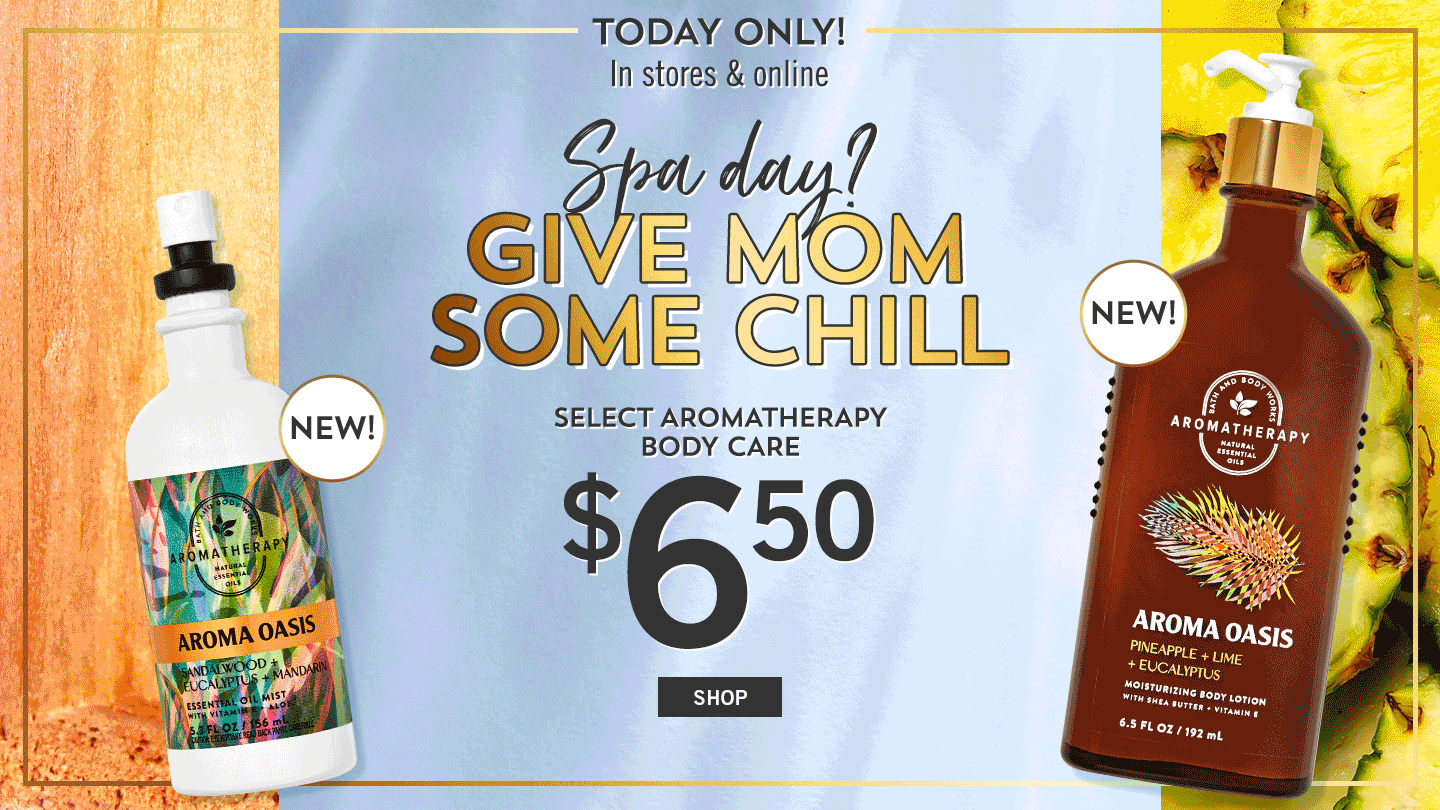 TODAY ONLY!
In stores & online
Spa day?
GIVE MOM
SOME CHILL
SELECT AROMATHERAPY
BODY CARE
$6.50
SHOP
NEW!
BATH AND BODY WORKS
AROMATHERAPY
NATURAL
ESSENTIAL
OILS
AROMA OASIS
SANDALWOOD +
EUCALYPTUS + MANDARIN
ESSENTIAL OIL MIST
WITH VITAMIN E + ALOE
5.3 FL OZ / 156 mL
NEW!
BATH AND BODY WORKS
AROMATHERAPY
NATURAL
ESSENTIAL
OILS
AROMA OASIS
PINEAPPLE + LIME
+ EUCALYPTUS
MOISTURIZING BODY LOTION
WITH SHEA BUTTER + VITAMIN E
6.5 FL OZ / 192 mL